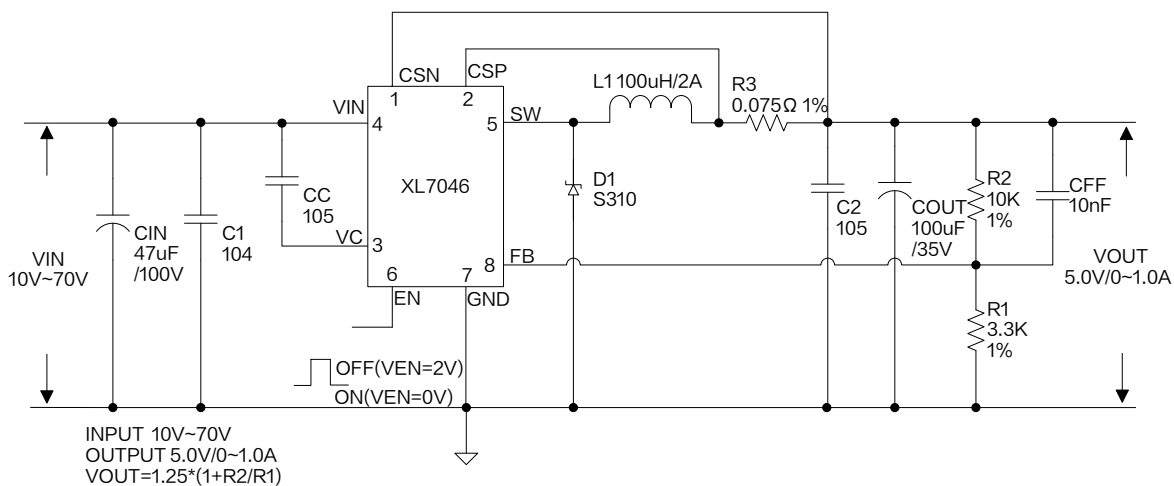 CSN
CSP
1
2
VIN
4
XL7046
5
SW
L1 100uH/2A
R3
0.075Ω 1%
CC
105
VC
3
6
EN
7
GND
8
FB
D1
S310
CIN
47uF
/100V
C1
104
VIN
10V~70V
C2
105
COUT
100uF
/35V
R2
10K
1%
CFF
10nF
VOUT
5.0V/0~1.0A
R1
3.3K
1%
OFF(VEN=2V)
ON(VEN=0V)
INPUT 10V~70V
OUTPUT 5.0V/0~1.0A
VOUT=1.25*(1+R2/R1)